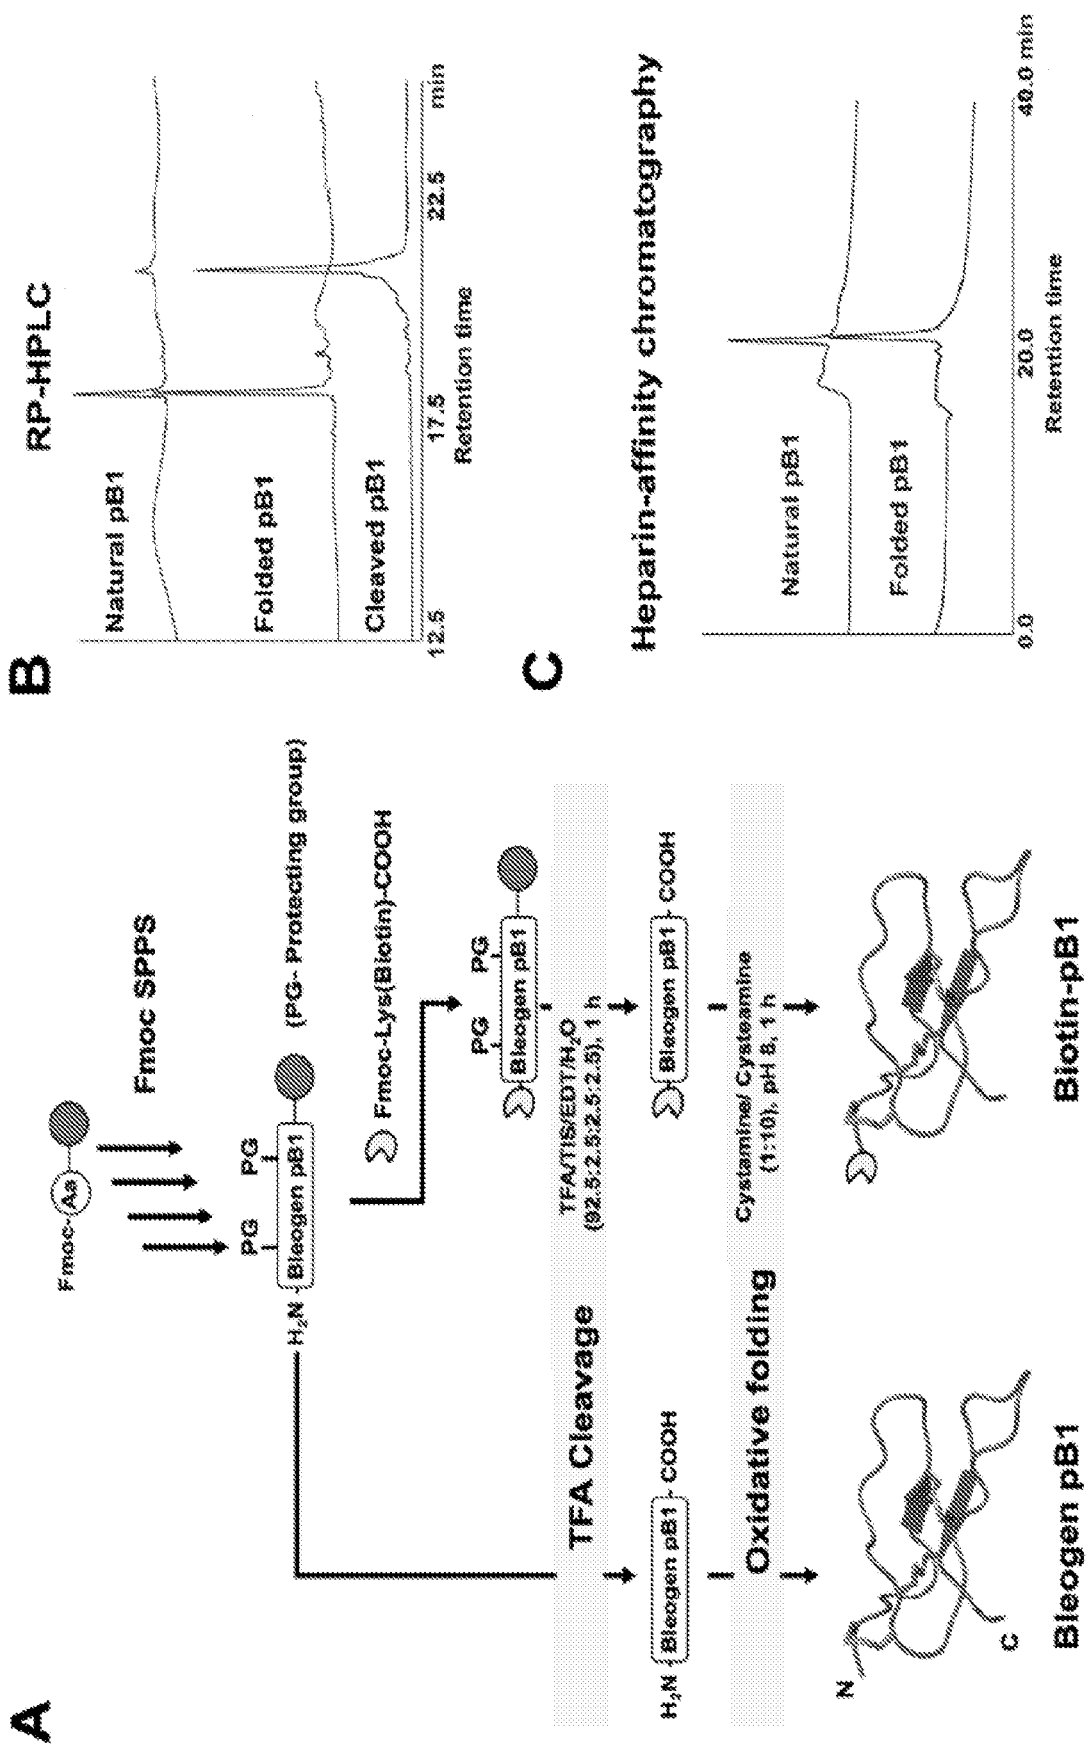 A
Fmoc-Aa
Fmoc SPPS
PG PG
H2N-Bleogen pB1
(PG- Protecting group)
Fmoc-Lys(Biotin)-COOH
PG PG
Bleogen pB1
TFA Cleavage
TFA/TIS/EDT/H2O
(92.5:2.5:2.5:2.5), 1 h
H2N-Bleogen pB1-COOH
Bleogen pB1-COOH
Oxidative folding
Cystamine/ Cysteamine
(1:10), pH 8, 1 h
N
C
Bleogen pB1
Biotin-pB1
B
RP-HPLC
Natural pB1
Folded pB1
Cleaved pB1
12.5 17.5 22.5 min
Retention time
C
Heparin-affinity chromatography
Natural pB1
Folded pB1
0.0 20.0 40.0 min
Retention time